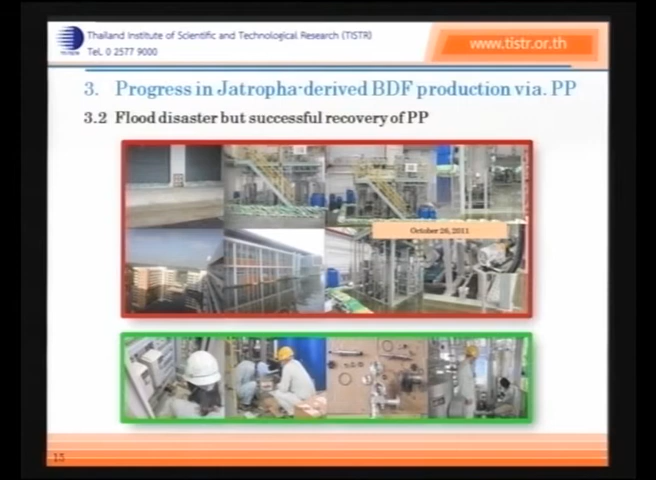 Thailand Institute of Scientific and Technological Research (TISTR)
Tel. 0 2577 9000
www.tistr.or.th
3. Progress in Jatropha-derived BDF production via. PP
3.2 Flood disaster but successful recovery of PP
October 26, 2011
15